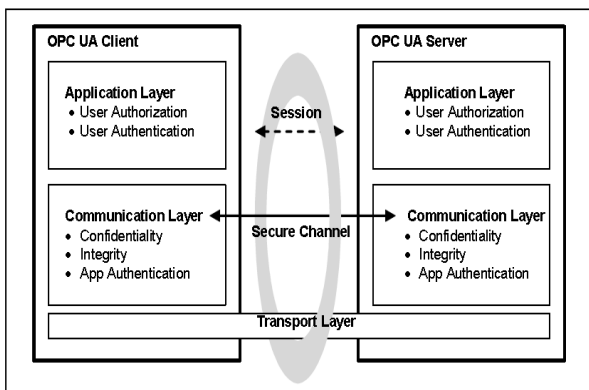 OPC UA Client
Application Layer
• User Authorization
• User Authentication
Communication Layer
• Confidentiality
• Integrity
• App Authentication
Session
Secure Channel
OPC UA Server
Application Layer
• User Authorization
• User Authentication
Communication Layer
• Confidentiality
• Integrity
• App Authentication
Transport Layer